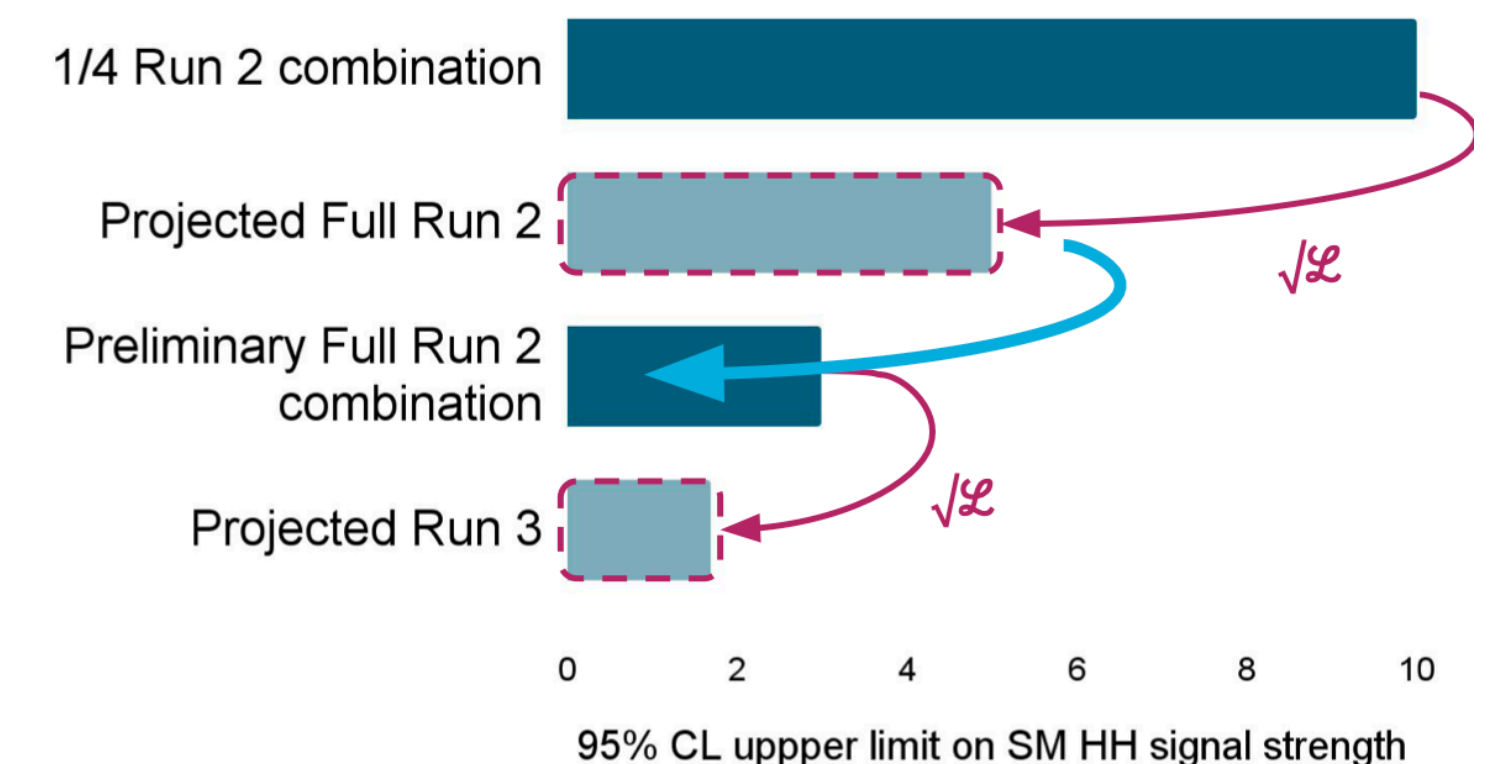 1/4 Run 2 combination
Projected Full Run 2
√ℒ
Preliminary Full Run 2
combination
√ℒ
Projected Run 3
0 2 4 6 8 10
95% CL uppper limit on SM HH signal strength